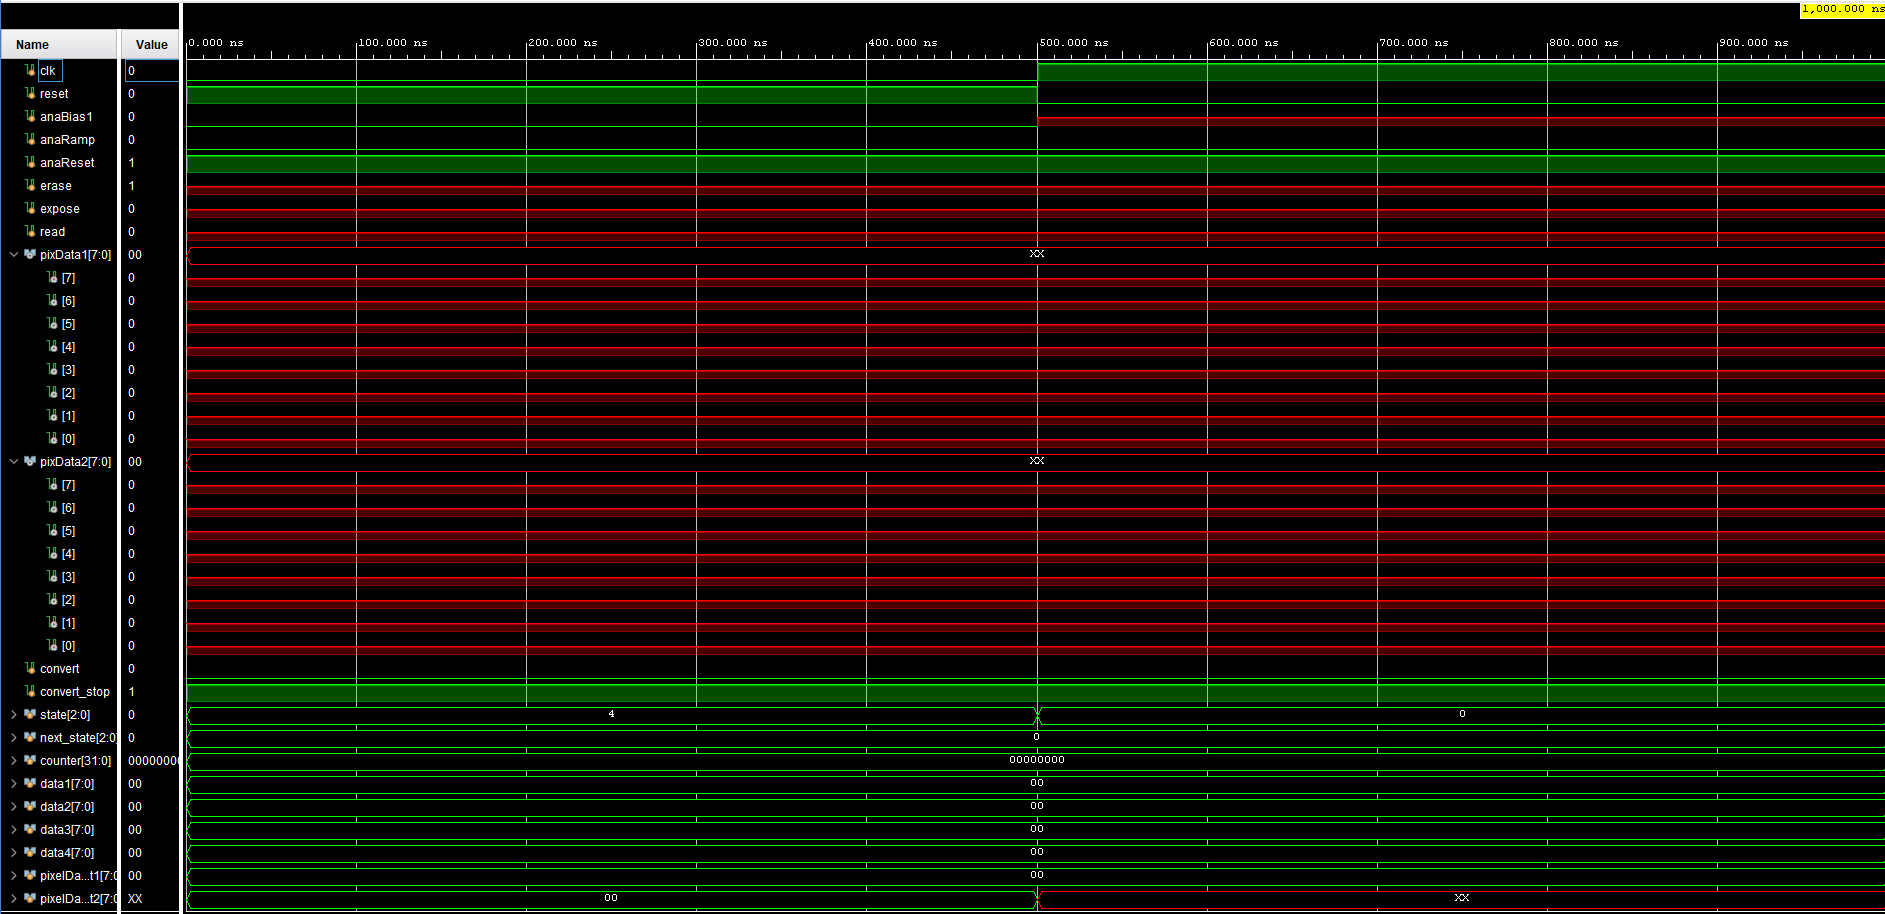 1,000.000 ns
Name Value
0.000 ns 100.000 ns 200.000 ns 300.000 ns 400.000 ns 500.000 ns 600.000 ns 700.000 ns 800.000 ns 900.000 ns
clk 0
reset 0
anaBias1 0
anaRamp 0
anaReset 1
erase 1
expose 0
read 0
pixData1[7:0] 00 XX
[7] 0
[6] 0
[5] 0
[4] 0
[3] 0
[2] 0
[1] 0
[0] 0
pixData2[7:0] 00 XX
[7] 0
[6] 0
[5] 0
[4] 0
[3] 0
[2] 0
[1] 0
[0] 0
convert 0
convert_stop 1
state[2:0] 0 4 0
next_state[2:0] 0 0
counter[31:0] 00000000 00000000
data1[7:0] 00 00
data2[7:0] 00 00
data3[7:0] 00 00
data4[7:0] 00 00
pixelDa...t1[7:0 00 00
pixelDa...t2[7:0 XX 00 XX